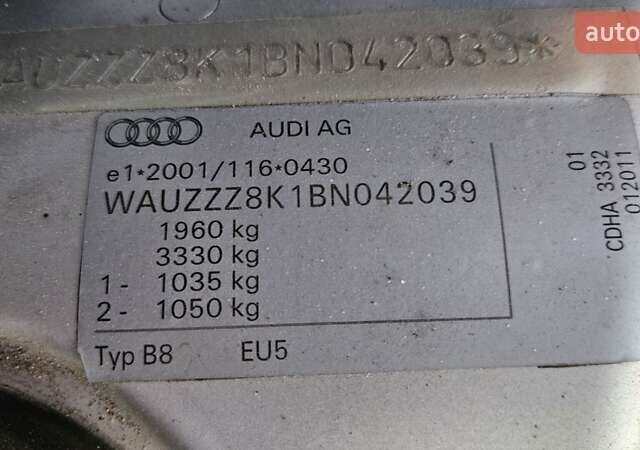 auto
WAUZZZ8K1BN042039*
AUDI AG
e1*2001/116*0430
WAUZZZ8K1BN042039
1960 kg
3330 kg
1- 1035 kg
2- 1050 kg
Typ B8 EU5
01
CDHA 3332
012011